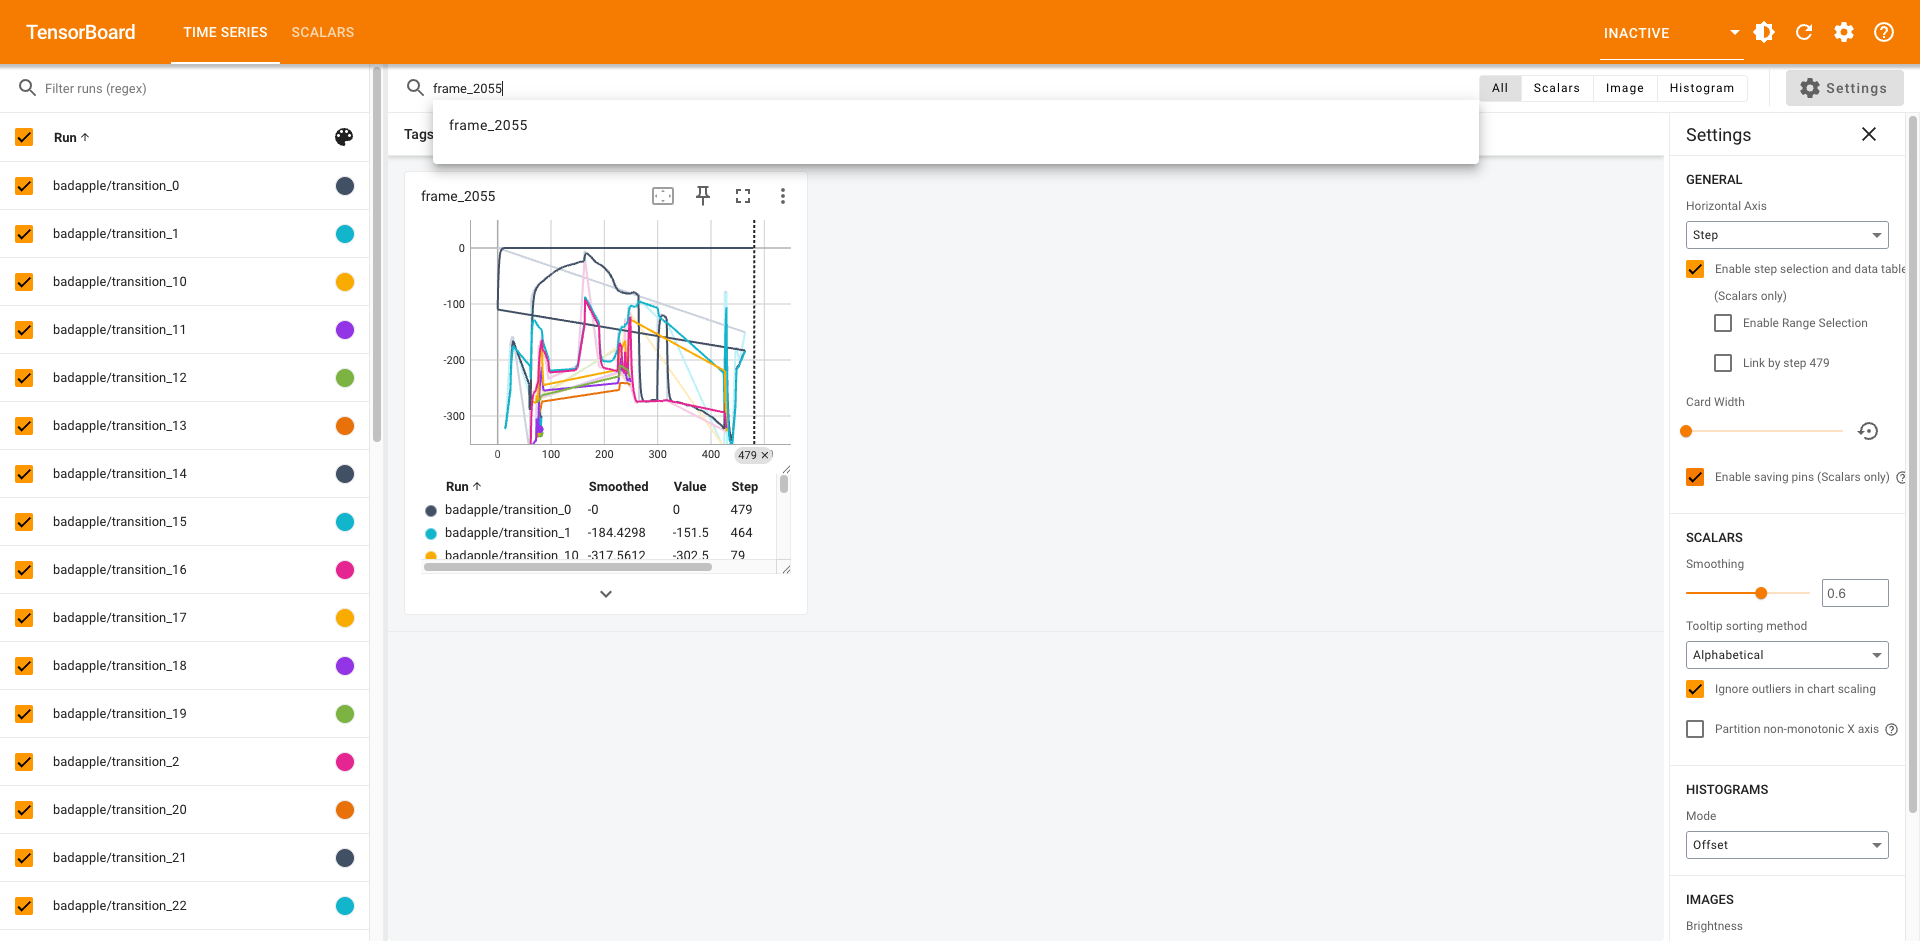 TensorBoard TIME SERIES SCALARS INACTIVE
Filter runs (regex)
frame_2055
All Scalars Image Histogram
Settings
Run
badapple/transition_0
badapple/transition_1
badapple/transition_10
badapple/transition_11
badapple/transition_12
badapple/transition_13
badapple/transition_14
badapple/transition_15
badapple/transition_16
badapple/transition_17
badapple/transition_18
badapple/transition_19
badapple/transition_2
badapple/transition_20
badapple/transition_21
badapple/transition_22
frame_2055
Tags
frame_2055
0
-100
-200
-300
0 100 200 300 400 479
Run Smoothed Value Step
badapple/transition_0 -0 0 479
badapple/transition_1 -184.4298 -151.5 464
badapple/transition_10 -317.5612 -302.5 79
Settings
GENERAL
Horizontal Axis
Step
Enable step selection and data table
(Scalars only)
Enable Range Selection
Link by step 479
Card Width
Enable saving pins (Scalars only)
SCALARS
Smoothing
0.6
Tooltip sorting method
Alphabetical
Ignore outliers in chart scaling
Partition non-monotonic X axis
HISTOGRAMS
Mode
Offset
IMAGES
Brightness